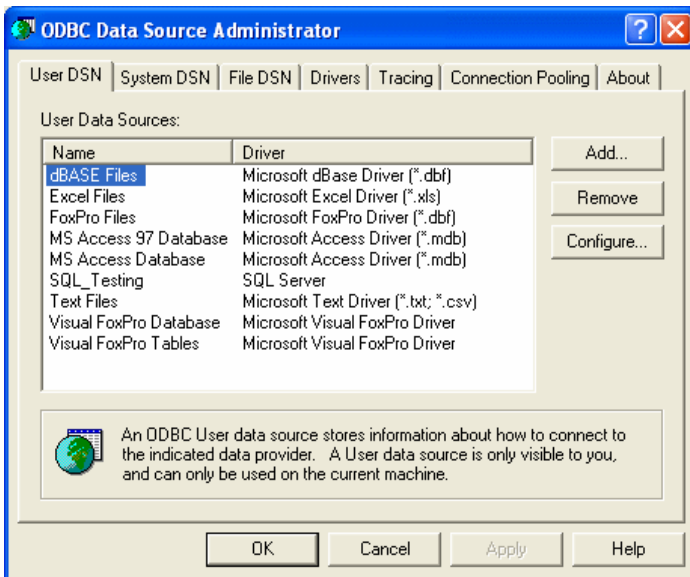 ODBC Data Source Administrator
User DSN System DSN File DSN Drivers Tracing Connection Pooling About
User Data Sources:
Name Driver
dBASE Files Microsoft dBase Driver (*.dbf)
Excel Files Microsoft Excel Driver (*.xls)
FoxPro Files Microsoft FoxPro Driver (*.dbf)
MS Access 97 Database Microsoft Access Driver (*.mdb)
MS Access Database Microsoft Access Driver (*.mdb)
SQL_Testing SQL Server
Text Files Microsoft Text Driver (*.txt; *.csv)
Visual FoxPro Database Microsoft Visual FoxPro Driver
Visual FoxPro Tables Microsoft Visual FoxPro Driver
Add...
Remove
Configure...
An ODBC User data source stores information about how to connect to
the indicated data provider. A User data source is only visible to you,
and can only be used on the current machine.
OK Cancel Apply Help